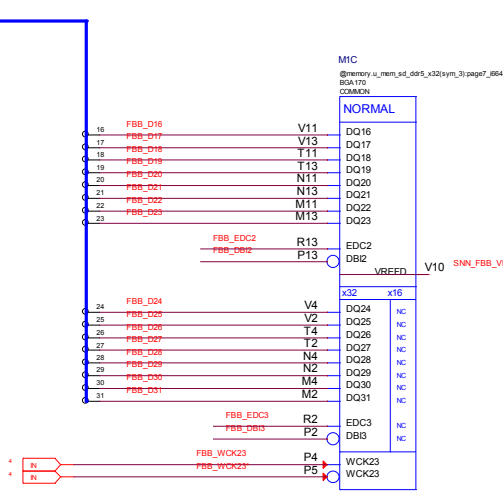 M1C
@memory.u_mem_sd_ddr5_x32(sym_3):page7_i664
BGA170
COMMON
NORMAL
16 FBB_D16 V11 DQ16
17 FBB_D17 V13 DQ17
18 FBB_D18 T11 DQ18
19 FBB_D19 T13 DQ19
20 FBB_D20 N11 DQ20
21 FBB_D21 N13 DQ21
22 FBB_D22 M11 DQ22
23 FBB_D23 M13 DQ23
FBB_EDC2 R13 EDC2
FBB_DBI2 P13 DBI2
VREFD V10 SNN_FBB_V
x32 x16
24 FBB_D24 V4 DQ24 NC
25 FBB_D25 V2 DQ25 NC
26 FBB_D26 T4 DQ26 NC
27 FBB_D27 T2 DQ27 NC
28 FBB_D28 N4 DQ28 NC
29 FBB_D29 N2 DQ29 NC
30 FBB_D30 M4 DQ30 NC
31 FBB_D31 M2 DQ31 NC
FBB_EDC3 R2 EDC3 NC
FBB_DBI3 P2 DBI3 NC
4 IN FBB_WCK23 P4 WCK23
4 IN FBB_WCK23* P5 WCK23